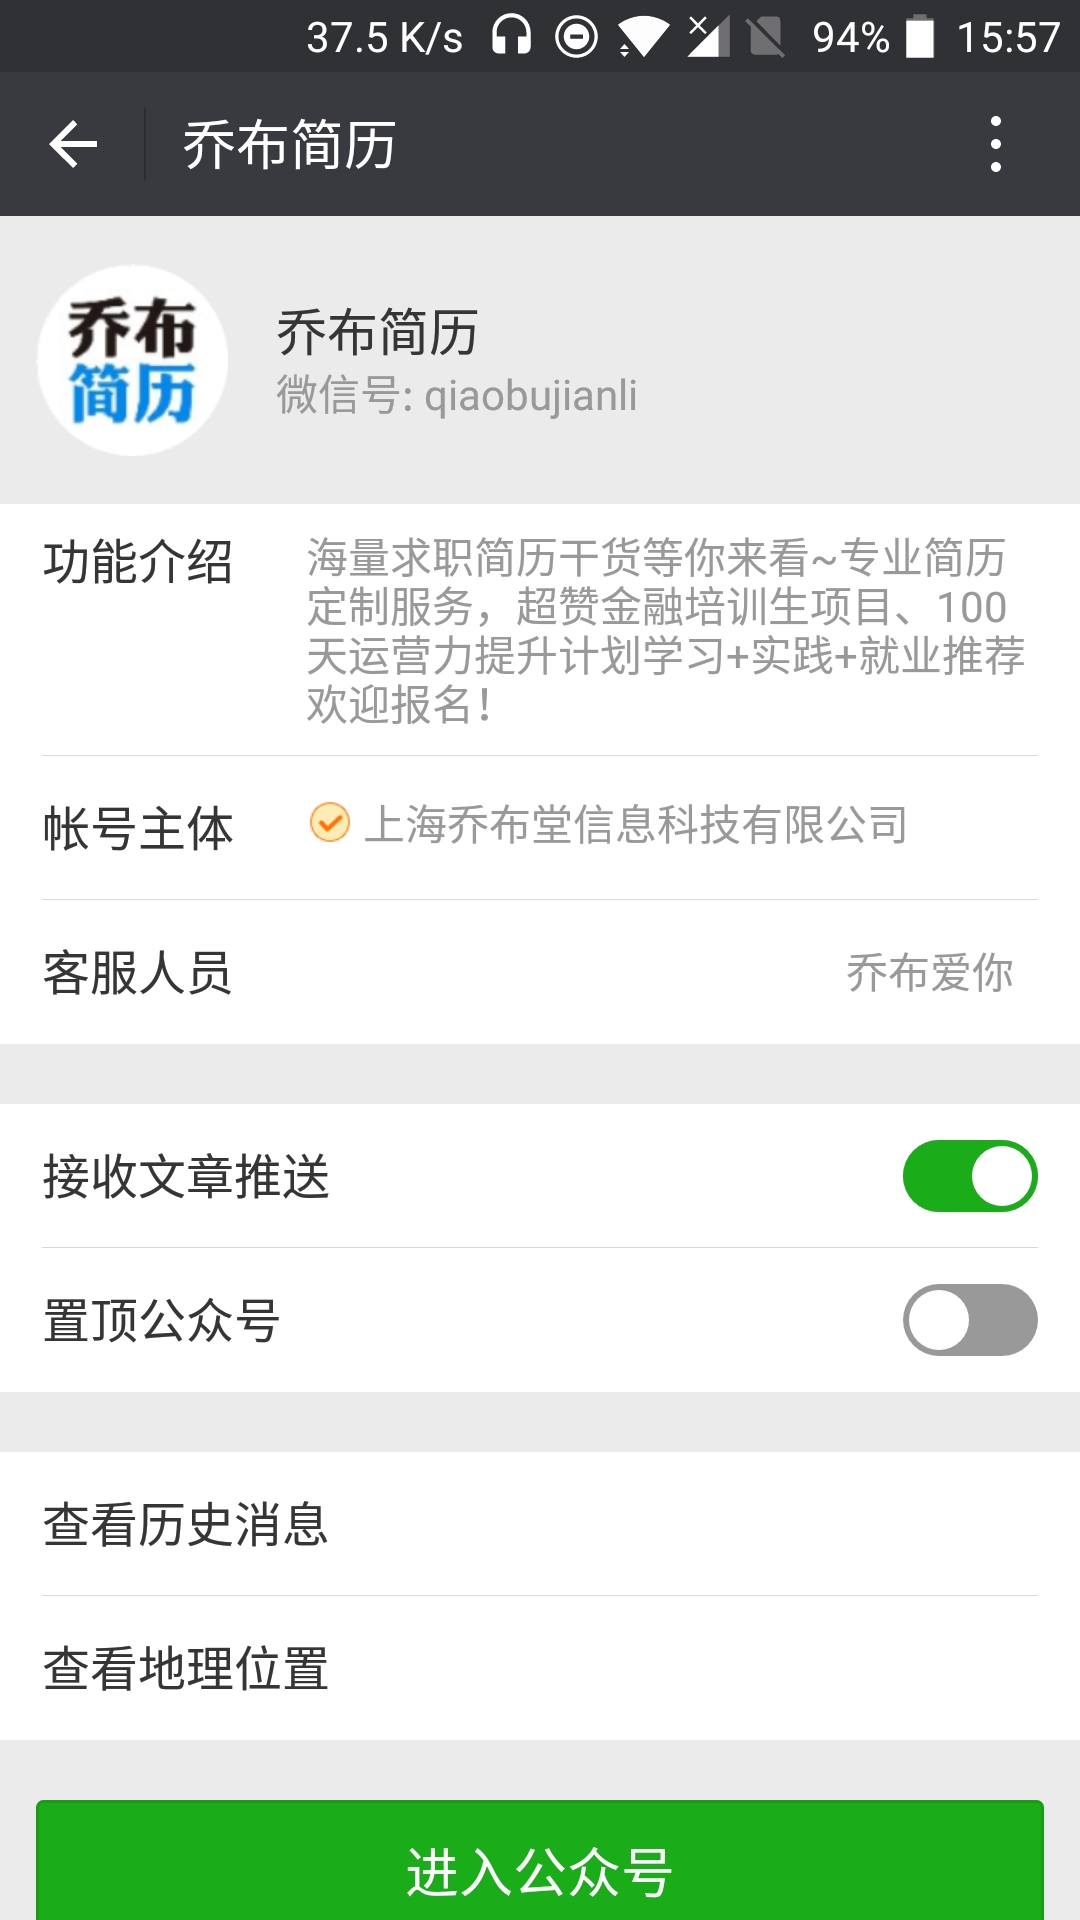 37.5 K/s 94% 15:57
乔布简历
乔布
简历
乔布简历
微信号: qiaobujianli
功能介绍
海量求职简历干货等你来看~专业简历
定制服务，超赞金融培训生项目、100
天运营力提升计划学习+实践+就业推荐
欢迎报名！
帐号主体 上海乔布堂信息科技有限公司
客服人员 乔布爱你
接收文章推送
置顶公众号
查看历史消息
查看地理位置
进入公众号